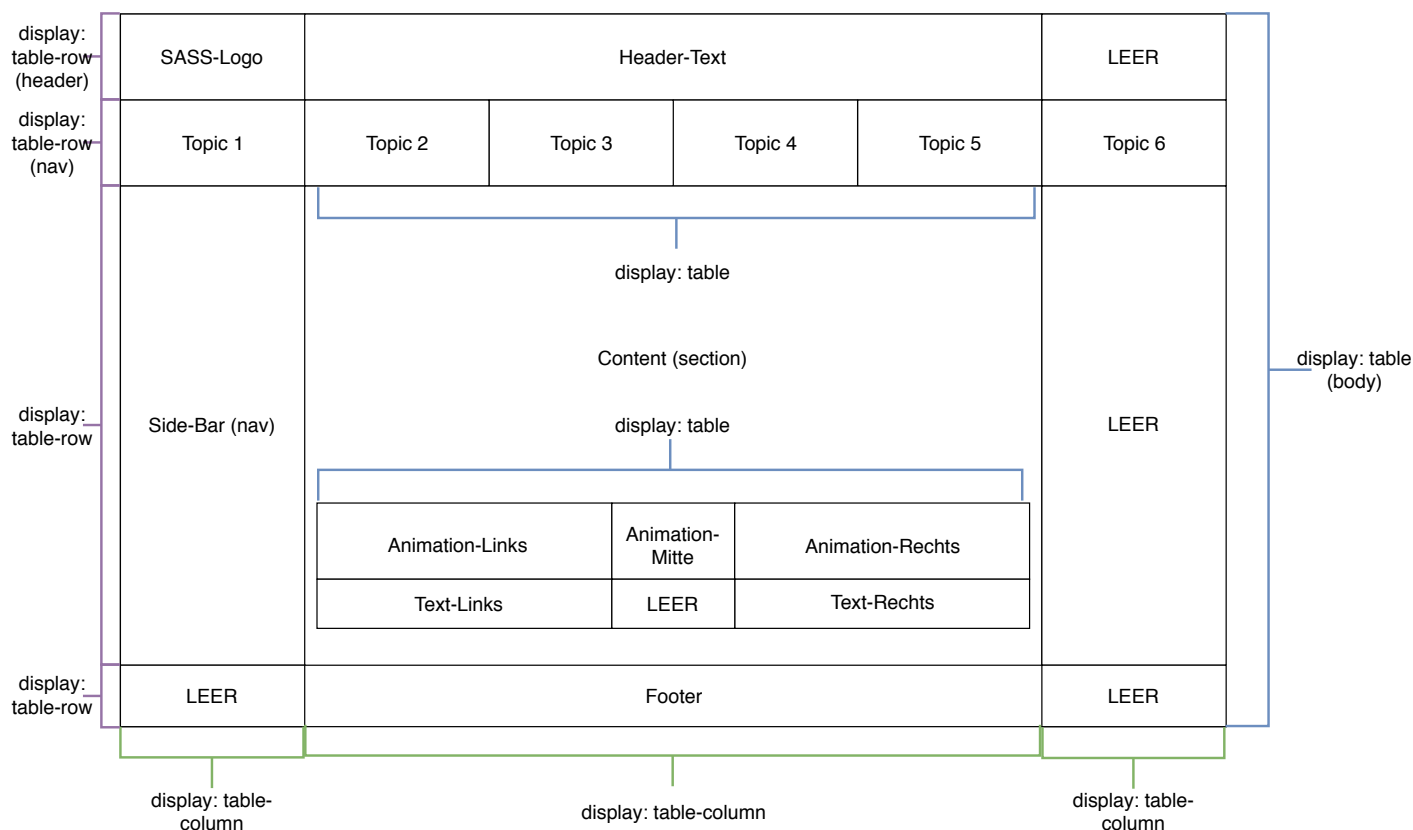 display:
table-row
(header)
SASS-Logo
Header-Text
LEER
display:
table-row
(nav)
Topic 1
Topic 2
Topic 3
Topic 4
Topic 5
Topic 6
display: table
Content (section)
display: table
(body)
display:
table-row
Side-Bar (nav)
display: table
LEER
Animation-Links
Animation-
Mitte
Animation-Rechts
Text-Links
LEER
Text-Rechts
display:
table-row
LEER
Footer
LEER
display: table-
column
display: table-column
display: table-
column